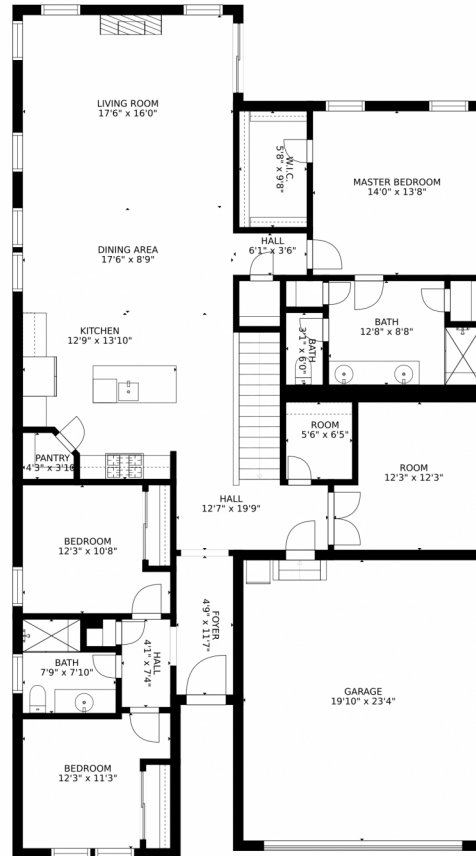 LIVING ROOM
17'6" x 16'0"
W.I.C.
5'8" x 9'8"
MASTER BEDROOM
14'0" x 13'8"
HALL
6'1" x 3'6"
DINING AREA
17'6" x 8'9"
KITCHEN
12'9" x 13'10"
BATH
12'8" x 8'8"
BATH
3'1" x 6'0"
PANTRY
4'3" x 3'10"
ROOM
5'6" x 6'5"
ROOM
12'3" x 12'3"
HALL
12'7" x 19'9"
BEDROOM
12'3" x 10'8"
FOYER
4'9" x 11'7"
HALL
4'1" x 7'4"
BATH
7'9" x 7'10"
GARAGE
19'10" x 23'4"
BEDROOM
12'3" x 11'3"